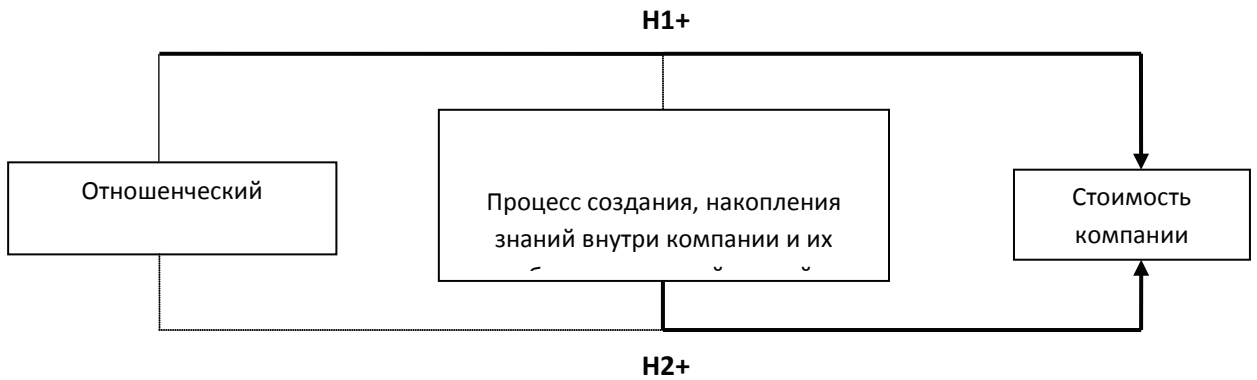 H1+
Отношенческий
Процесс создания, накопления
знаний внутри компании и их
Стоимость
компании
H2+